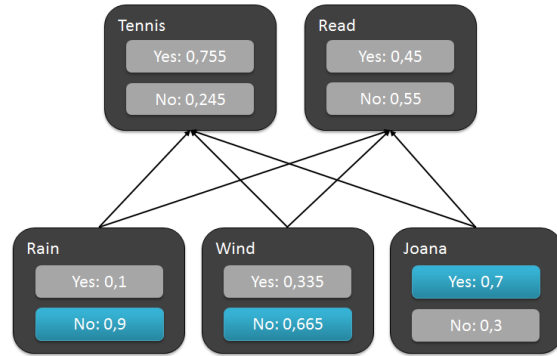 Tennis
Yes: 0,755
No: 0,245
Read
Yes: 0,45
No: 0,55
Rain
Yes: 0,1
No: 0,9
Wind
Yes: 0,335
No: 0,665
Joana
Yes: 0,7
No: 0,3